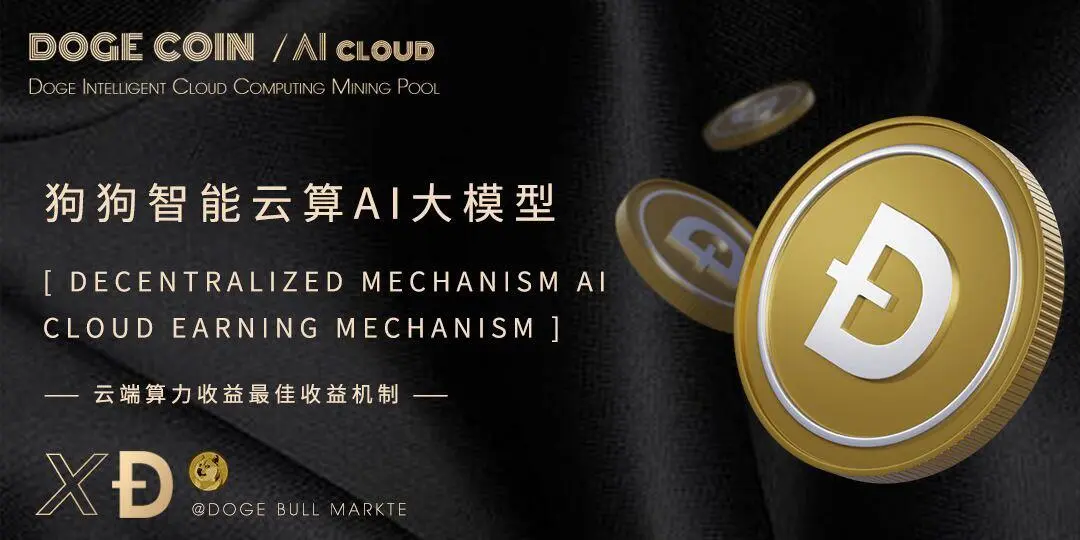 DOGE COIN / AI CLOUD
DOGE INTELLIGENT CLOUD COMPUTING MINING POOL
狗狗智能云算AI大模型
[ DECENTRALIZED MECHANISM AI
CLOUD EARNING MECHANISM ]
—— 云端算力收益最佳收益机制 ——
X Ð
@DOGE BULL MARKTE
Ð
Ð